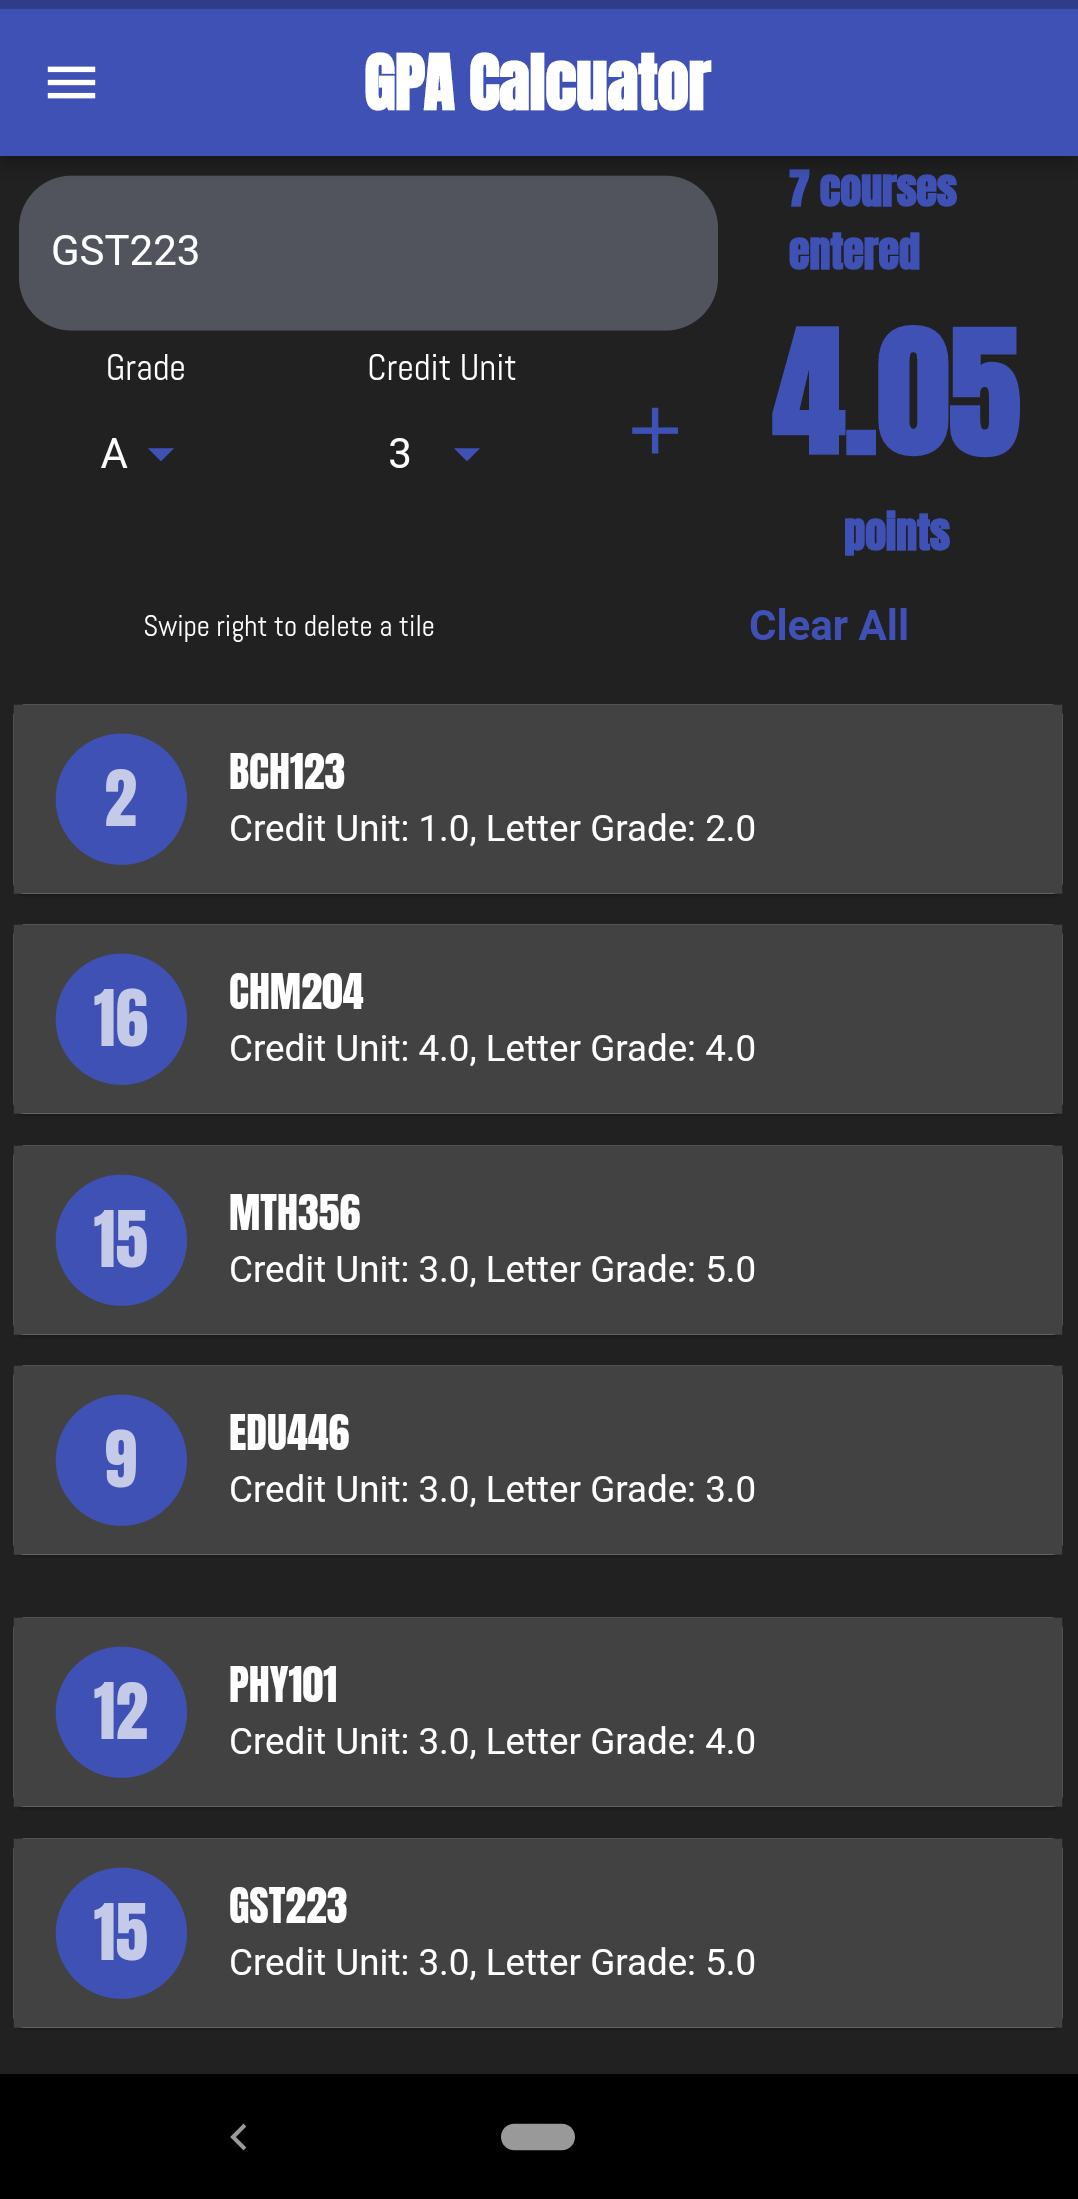 GPA Calcuator
GST223
7 courses
entered
Grade
Credit Unit
A
3
+
4.05
points
Swipe right to delete a tile
Clear All
2
BCH123
Credit Unit: 1.0, Letter Grade: 2.0
16
CHM204
Credit Unit: 4.0, Letter Grade: 4.0
15
MTH356
Credit Unit: 3.0, Letter Grade: 5.0
9
EDU446
Credit Unit: 3.0, Letter Grade: 3.0
12
PHY101
Credit Unit: 3.0, Letter Grade: 4.0
15
GST223
Credit Unit: 3.0, Letter Grade: 5.0